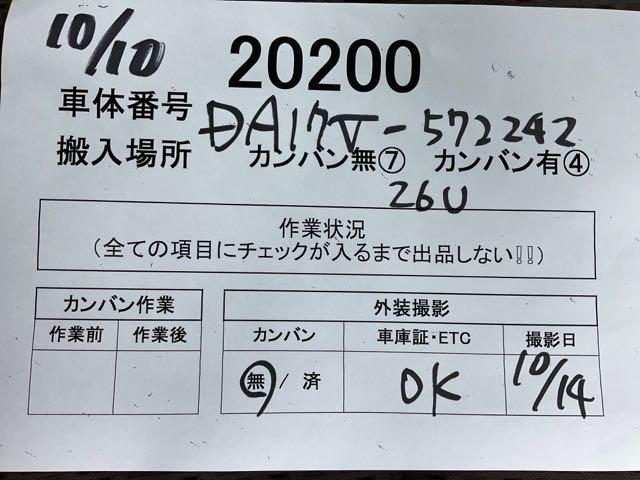 10/10 20200
車体番号 DA17V-572242
搬入場所 カンバン無⑦ カンバン有④
26U
作業状況
（全ての項目にチェックが入るまで出品しない!!）
カンバン作業 外装撮影
作業前 作業後 カンバン 車庫証・ETC 撮影日
無 / 済 OK 10/14